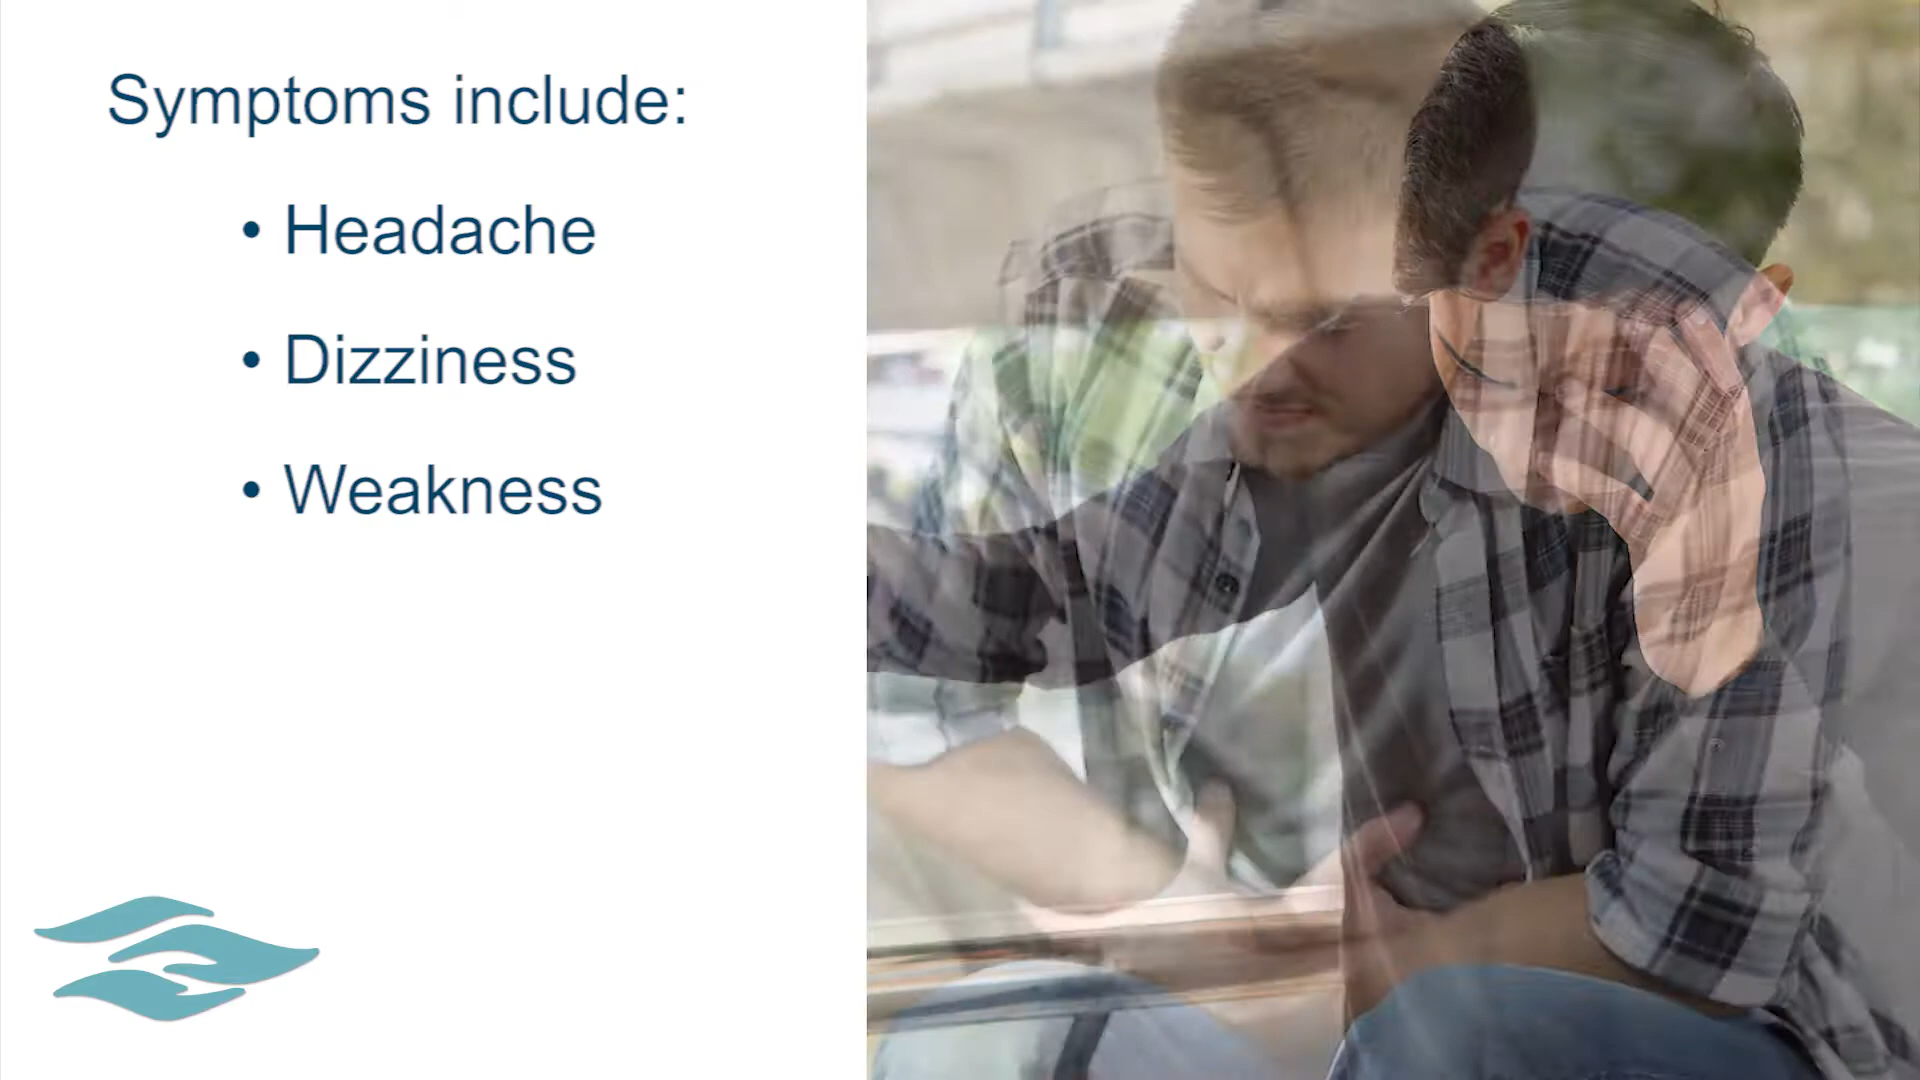 Symptoms include:
• Headache
• Dizziness
• Weakness